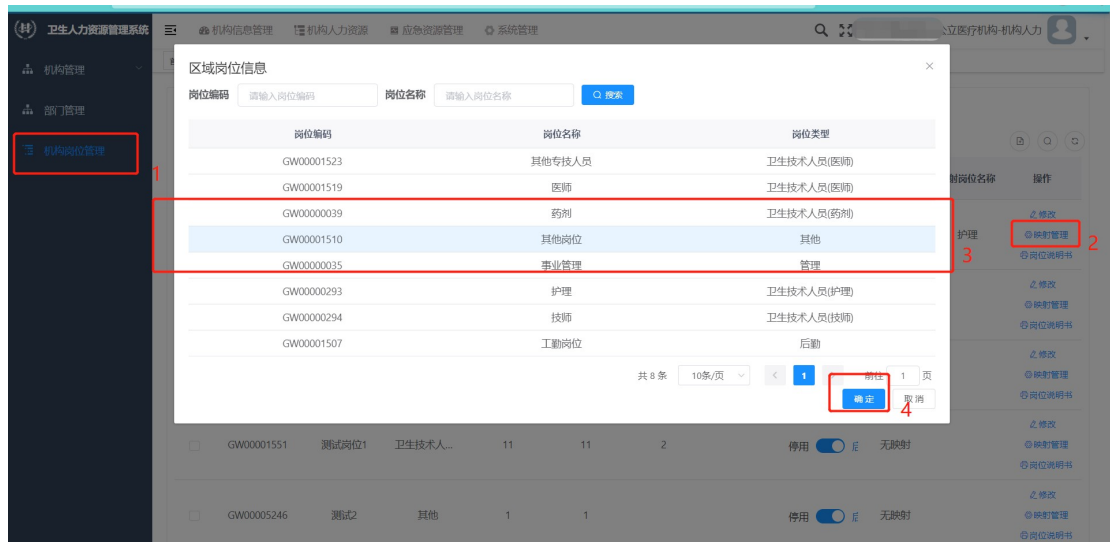 卫生人力资源管理系统 机构信息管理 机构人力资源 应急资源管理 系统管理 公立医疗机构-机构人力
机构管理
部门管理
机构岗位管理
1
区域岗位信息
岗位编码 请输入岗位编码 岗位名称 请输入岗位名称 搜索
岗位编码 岗位名称 岗位类型
GW00001523 其他专技人员 卫生技术人员(医师)
GW00001519 医师 卫生技术人员(医师)
GW00000039 药剂 卫生技术人员(药剂)
GW00001510 其他岗位 其他
GW00000035 事业管理 管理
GW00000293 护理 卫生技术人员(护理)
GW00000294 技师 卫生技术人员(技师)
GW00001507 工勤岗位 后勤
共 8 条 10条/页 1 前往 1 页
确定 取消
4
射岗位名称 操作
修改
护理 映射管理 2
3 岗位说明书
修改
映射管理
岗位说明书
修改
映射管理
岗位说明书
修改
GW00001551 测试岗位1 卫生技术人... 11 11 2 停用 无映射 映射管理
岗位说明书
修改
GW00005246 测试2 其他 1 1 停用 无映射 映射管理
岗位说明书